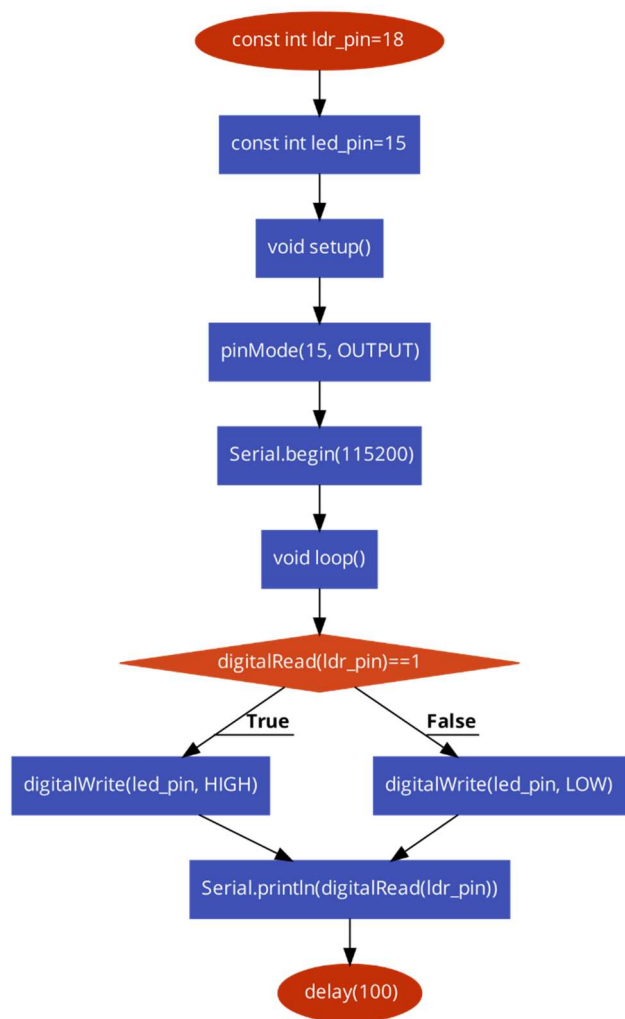 const int ldr_pin=18
const int led_pin=15
void setup()
pinMode(15, OUTPUT)
Serial.begin(115200)
void loop()
digitalRead(ldr_pin)==1
True
False
digitalWrite(led_pin, HIGH)
digitalWrite(led_pin, LOW)
Serial.println(digitalRead(ldr_pin))
delay(100)